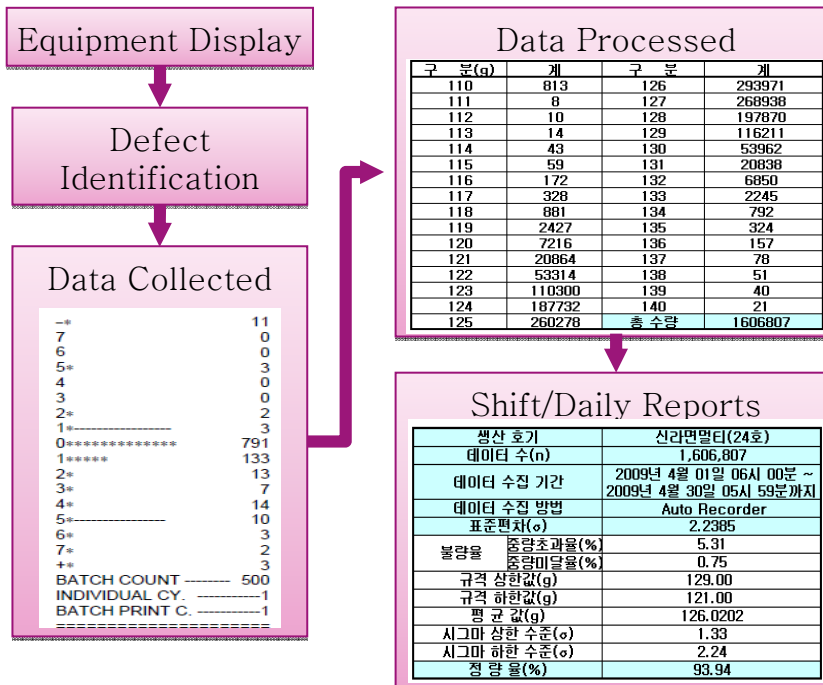 Equipment Display
Defect
Identification
Data Collected
-* 11
7 0
6 0
5* 3
4 0
3 0
2* 2
1*----------------- 3
0************* 791
1***** 133
2* 13
3* 7
4* 14
5*---------------- 10
6* 3
7* 2
+* 3
BATCH COUNT -------- 500
INDIVIDUAL CY. -----------1
BATCH PRINT C. -----------1
=====================
Data Processed
구 분(g) 계 구 분 계
110 813 126 293971
111 8 127 268938
112 10 128 197870
113 14 129 116211
114 43 130 53962
115 59 131 20838
116 172 132 6850
117 328 133 2245
118 881 134 792
119 2427 135 324
120 7216 136 157
121 20864 137 78
122 53314 138 51
123 110300 139 40
124 187732 140 21
125 260278 총 수량 1606807
Shift/Daily Reports
생산 호기 신라면멀티(24호)
데이터 수(n) 1,606,807
데이터 수집 기간 2009년 4월 01일 06시 00분 ~
2009년 4월 30일 05시 59분까지
데이터 수집 방법 Auto Recorder
표준편차(σ) 2.2385
불량율 중량초과율(%) 5.31
중량미달율(%) 0.75
규격 상한값(g) 129.00
규격 하한값(g) 121.00
평 균 값(g) 126.0202
시그마 상한 수준(σ) 1.33
시그마 하한 수준(σ) 2.24
정 량 율(%) 93.94